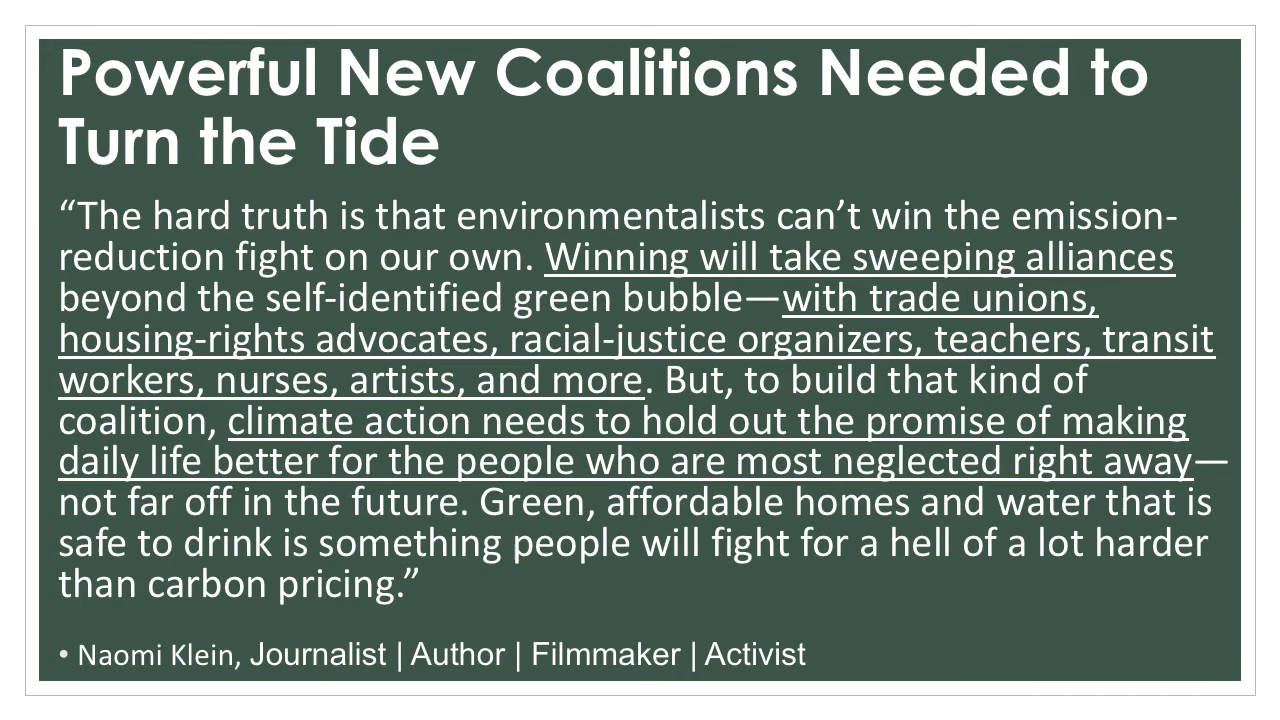 Powerful New Coalitions Needed to
Turn the Tide
“The hard truth is that environmentalists can’t win the emission-
reduction fight on our own. Winning will take sweeping alliances
beyond the self-identified green bubble—with trade unions,
housing-rights advocates, racial-justice organizers, teachers, transit
workers, nurses, artists, and more. But, to build that kind of
coalition, climate action needs to hold out the promise of making
daily life better for the people who are most neglected right away—
not far off in the future. Green, affordable homes and water that is
safe to drink is something people will fight for a hell of a lot harder
than carbon pricing.”
• Naomi Klein, Journalist | Author | Filmmaker | Activist